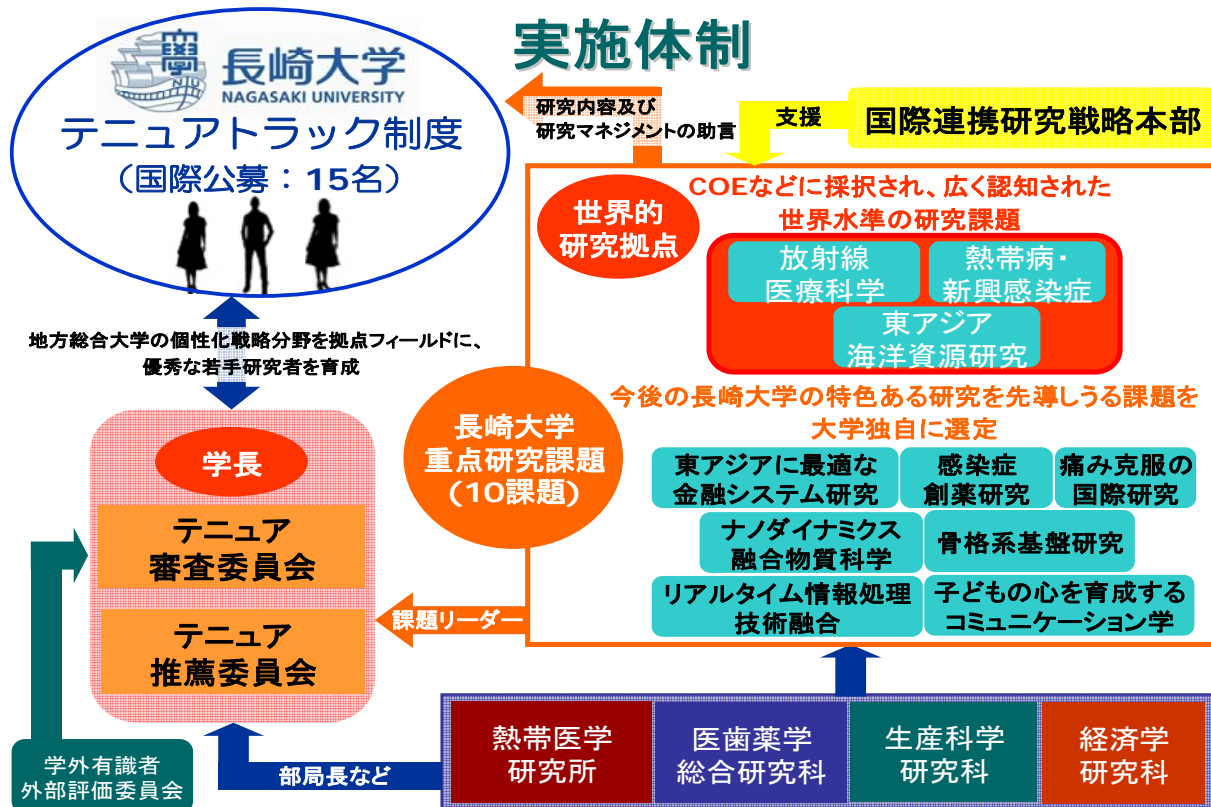 實施体制
學
NIU
長崎大学
NAGASAKI UNIVERSITY
テニュアトラック制度
（国際公募：15名）
研究内容及び
研究マネジメントの助言
支援
国際連携研究戦略本部
世界的
研究拠点
COEなどに採択され、広く認知された
世界水準の研究課題
放射線
医療科学
熱帯病・
新興感染症
東アジア
海洋資源研究
地方総合大学の個性化戦略分野を拠点フィールドに、
優秀な若手研究者を育成
長崎大学
重点研究課題
(10課題)
今後の長崎大学の特色ある研究を先導しうる課題を
大学独自に選定
東アジアに最適な
金融システム研究
感染症
創薬研究
痛み克服の
国際研究
ナノダイナミクス
融合物質科学
骨格系基盤研究
リアルタイム情報処理
技術融合
子どもの心を育成する
コミュニケーション学
学長
テニュア
審査委員会
テニュア
推薦委員会
課題リーダー
学外有識者
外部評価委員会
部局長など
熱帯医学
研究所
医歯薬学
総合研究科
生産科学
研究科
経済学
研究科